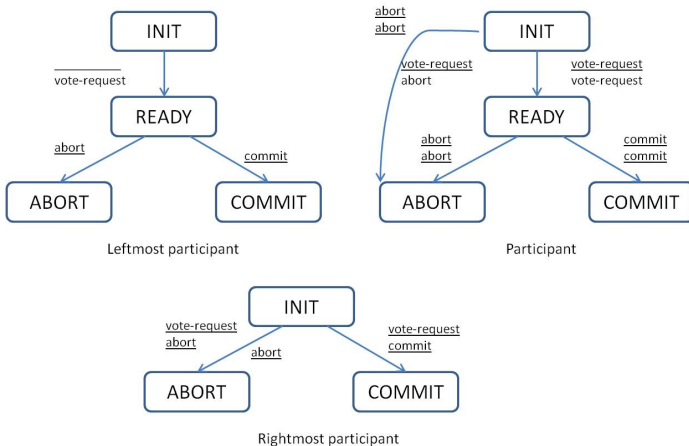 INIT
vote-request
READY
abort
commit
ABORT
COMMIT
Leftmost participant
abort
abort
INIT
vote-request
abort
vote-request
vote-request
READY
abort
abort
commit
commit
ABORT
COMMIT
Participant
INIT
vote-request
abort
abort
vote-request
commit
ABORT
COMMIT
Rightmost participant